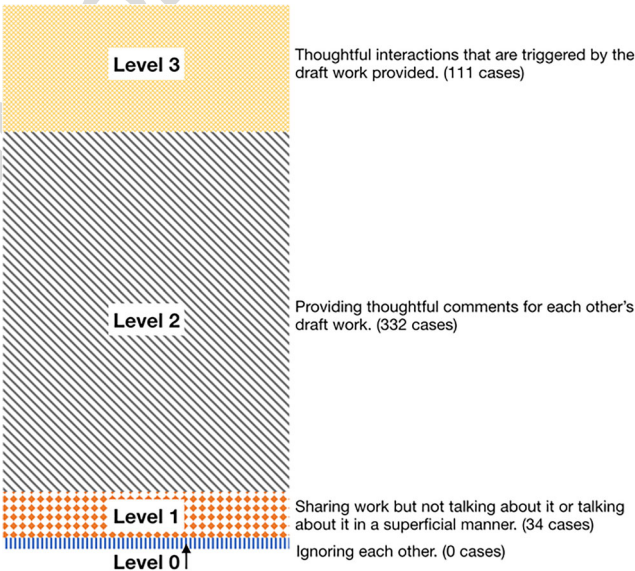 Level 3
Thoughtful interactions that are triggered by the
draft work provided. (111 cases)
Level 2
Providing thoughtful comments for each other's
draft work. (332 cases)
Level 1
Sharing work but not talking about it or talking
about it in a superficial manner. (34 cases)
Ignoring each other. (0 cases)
Level 0